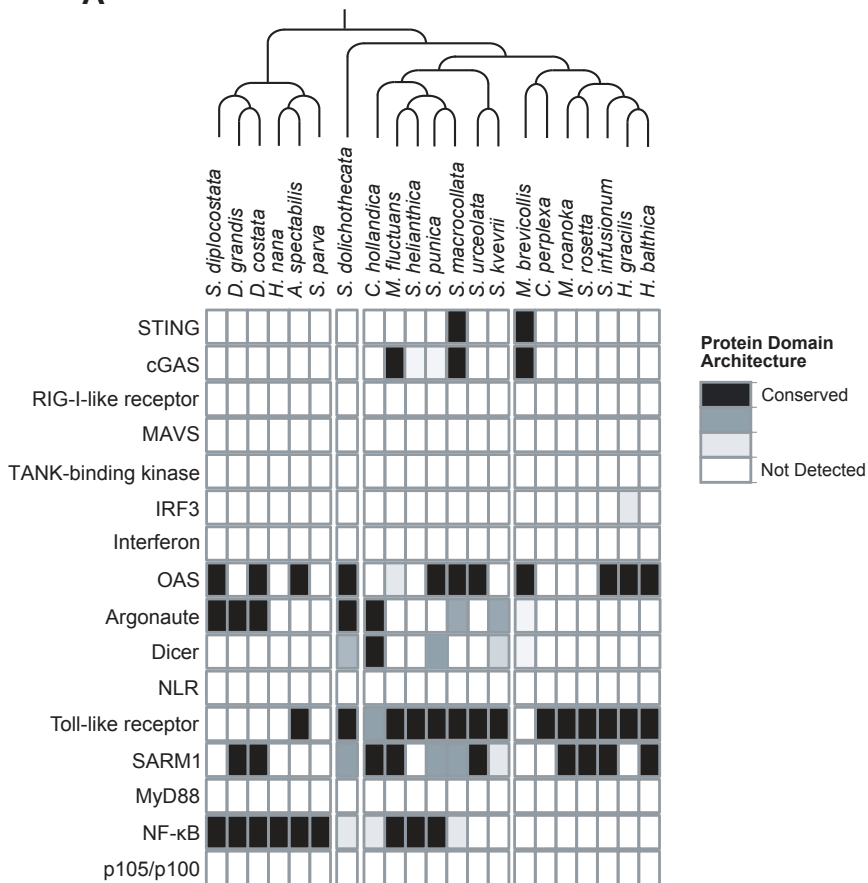 A
S. diplocostata
D. grandis
D. costata
H. nana
A. spectabilis
S. parva
S. dolichothecata
C. hollandica
M. fluctuans
S. helianthica
S. punica
S. macrocollata
S. urceolata
S. kvevrii
M. brevicollis
C. perplexa
M. roanoka
S. rosetta
S. infusionum
H. gracilis
H. balthica
STING
cGAS
RIG-I-like receptor
MAVS
TANK-binding kinase
IRF3
Interferon
OAS
Argonaute
Dicer
NLR
Toll-like receptor
SARM1
MyD88
NF-κB
p105/p100
Protein Domain
Architecture
Conserved
Not Detected